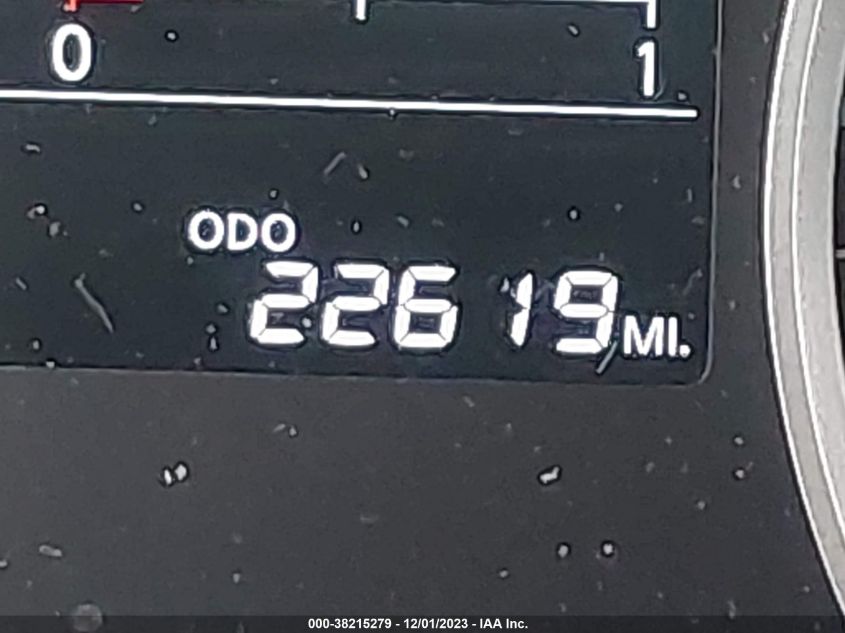 0 1
ODO
22619 MI.
000-38215279 - 12/01/2023 - IAA Inc.